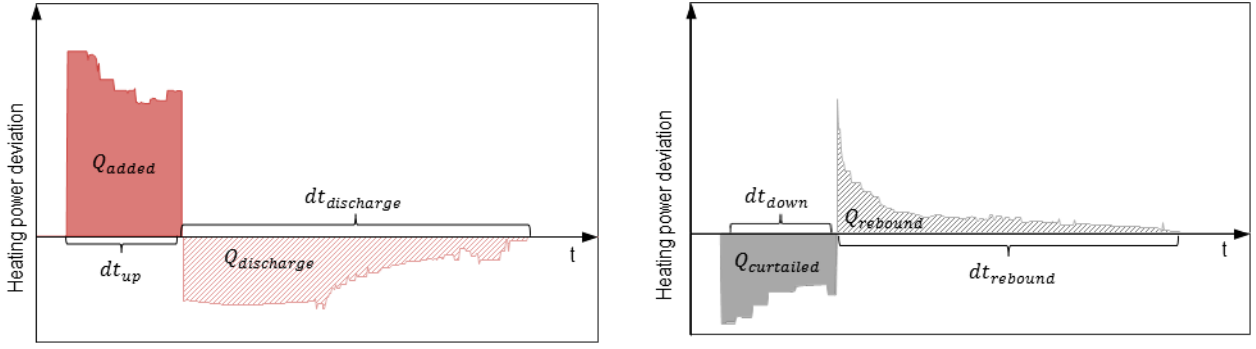 Heating power deviation
Q_added
dt_up
dt_discharge
Q_discharge
t
Heating power deviation
dt_down
Q_rebound
Q_curtailed
dt_rebound
t